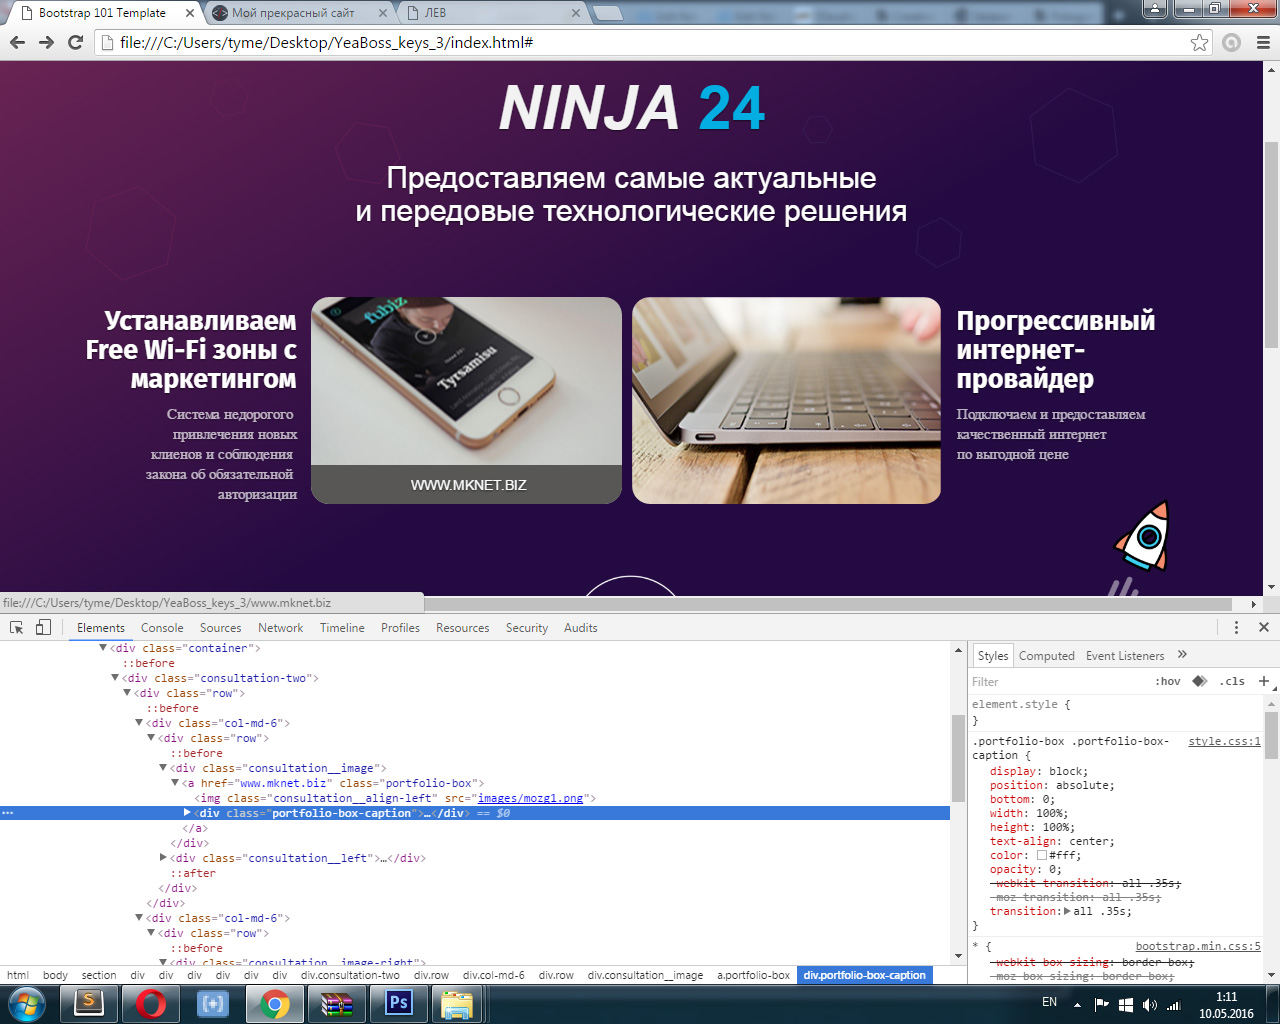 Bootstrap 101 Template
Мой прекрасный сайт
ЛЕВ
file:///C:/Users/tyme/Desktop/YeaBoss_keys_3/index.html#
NINJA 24
Предоставляем самые актуальные
и передовые технологические решения
Устанавливаем
Free Wi-Fi зоны с
маркетингом
Система недорогого
привлечения новых
клиенов и соблюдения
закона об обязательной
авторизации
fubiz
Tyrsamisu
WWW.MKNET.BIZ
Прогрессивный
интернет-
провайдер
Подключаем и предоставляем
качественный интернет
по выгодной цене
file:///C:/Users/tyme/Desktop/YeaBoss_keys_3/www.mknet.biz
Elements Console Sources Network Timeline Profiles Resources Security Audits
<div class="container">
::before
<div class="consultation-two">
<div class="row">
::before
<div class="col-md-6">
<div class="row">
::before
<div class="consultation__image">
<a href="www.mknet.biz" class="portfolio-box">
<img class="consultation__align-left" src="images/mozg1.png">
<div class="portfolio-box-caption">…</div> == $0
</a>
</div>
<div class="consultation__left">…</div>
::after
</div>
</div>
<div class="col-md-6">
<div class="row">
::before
<div class="consultation__image-right">
html body section div div div div div div div.consultation-two div.row div.col-md-6 div.row div.consultation__image a.portfolio-box div.portfolio-box-caption
Styles Computed Event Listeners »
Filter :hov .cls +
element.style {
}
.portfolio-box .portfolio-box-caption { style.css:1
display: block;
position: absolute;
bottom: 0;
width: 100%;
height: 100%;
text-align: center;
color: #fff;
opacity: 0;
-webkit-transition: all .35s;
-moz-transition: all .35s;
transition: all .35s;
}
* { bootstrap.min.css:5
-webkit-box-sizing: border-box;
-moz-box-sizing: border-box;
EN
1:11
10.05.2016